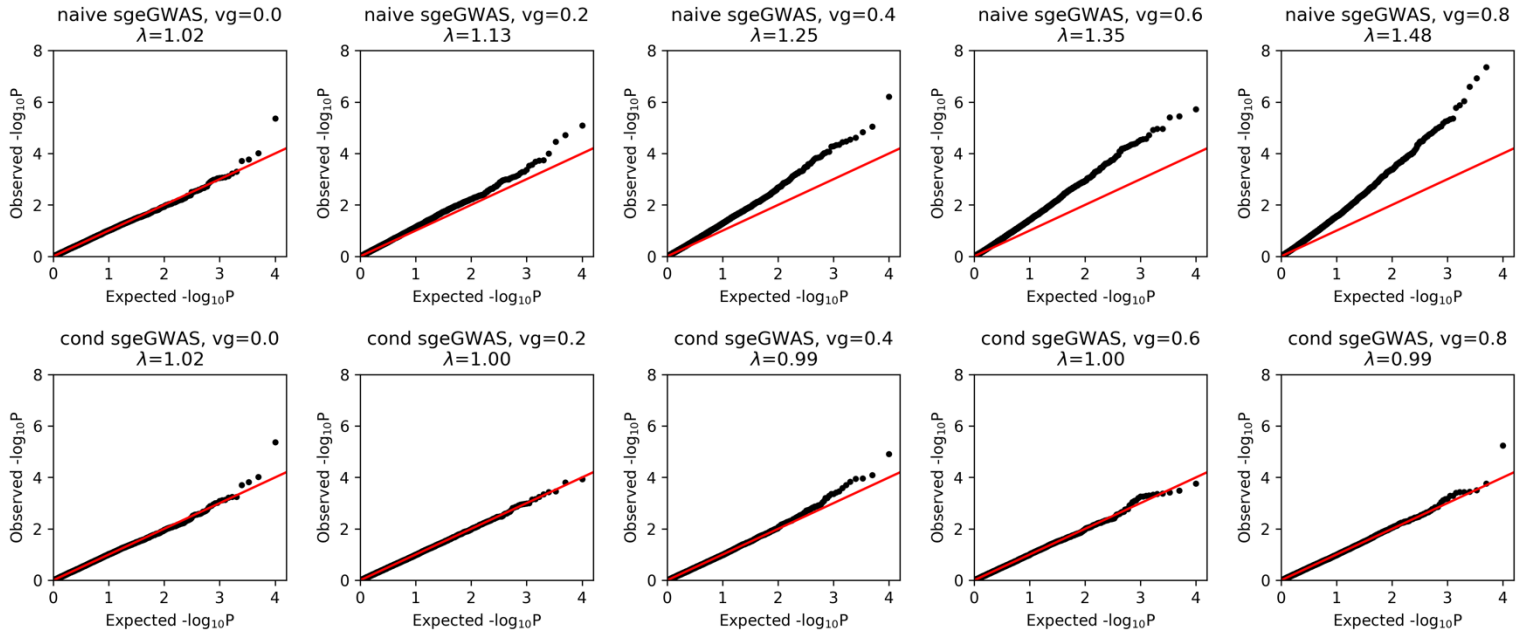 naive sgeGWAS, vg=0.0
λ=1.02
8
6
4
2
0
Observed -log10P
0 1 2 3 4
Expected -log10P
naive sgeGWAS, vg=0.2
λ=1.13
8
6
4
2
0
Observed -log10P
0 1 2 3 4
Expected -log10P
naive sgeGWAS, vg=0.4
λ=1.25
8
6
4
2
0
Observed -log10P
0 1 2 3 4
Expected -log10P
naive sgeGWAS, vg=0.6
λ=1.35
8
6
4
2
0
Observed -log10P
0 1 2 3 4
Expected -log10P
naive sgeGWAS, vg=0.8
λ=1.48
8
6
4
2
0
Observed -log10P
0 1 2 3 4
Expected -log10P
cond sgeGWAS, vg=0.0
λ=1.02
8
6
4
2
0
Observed -log10P
0 1 2 3 4
Expected -log10P
cond sgeGWAS, vg=0.2
λ=1.00
8
6
4
2
0
Observed -log10P
0 1 2 3 4
Expected -log10P
cond sgeGWAS, vg=0.4
λ=0.99
8
6
4
2
0
Observed -log10P
0 1 2 3 4
Expected -log10P
cond sgeGWAS, vg=0.6
λ=1.00
8
6
4
2
0
Observed -log10P
0 1 2 3 4
Expected -log10P
cond sgeGWAS, vg=0.8
λ=0.99
8
6
4
2
0
Observed -log10P
0 1 2 3 4
Expected -log10P